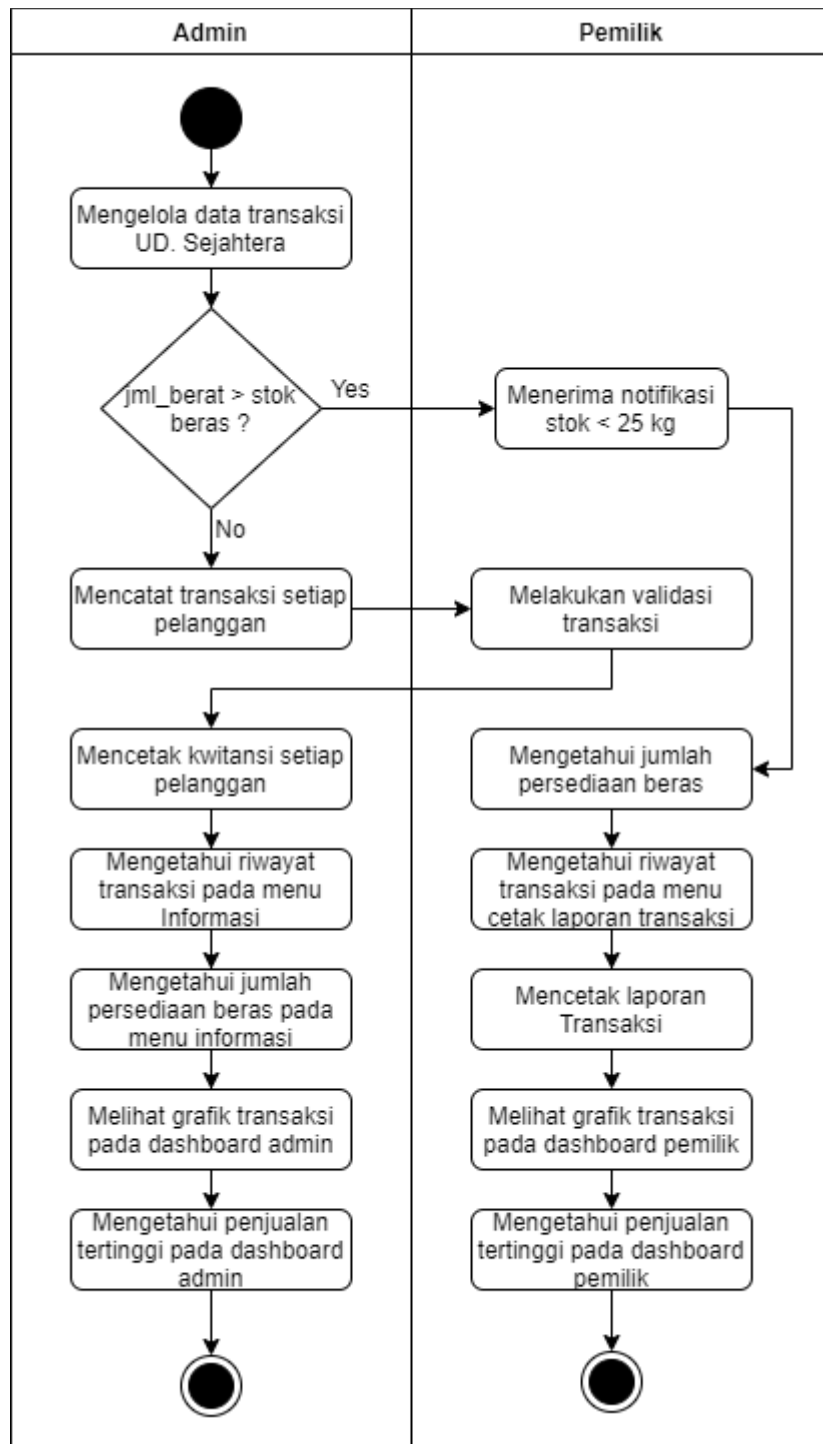 Admin
Pemilik
Mengelola data transaksi
UD. Sejahtera
jml_berat > stok
beras ?
Yes
Menerima notifikasi
stok < 25 kg
No
Mencatat transaksi setiap
pelanggan
Melakukan validasi
transaksi
Mencetak kwitansi setiap
pelanggan
Mengetahui jumlah
persediaan beras
Mengetahui riwayat
transaksi pada menu
Informasi
Mengetahui riwayat
transaksi pada menu
cetak laporan transaksi
Mengetahui jumlah
persediaan beras pada
menu informasi
Mencetak laporan
Transaksi
Melihat grafik transaksi
pada dashboard admin
Melihat grafik transaksi
pada dashboard pemilik
Mengetahui penjualan
tertinggi pada dashboard
admin
Mengetahui penjualan
tertinggi pada dashboard
pemilik